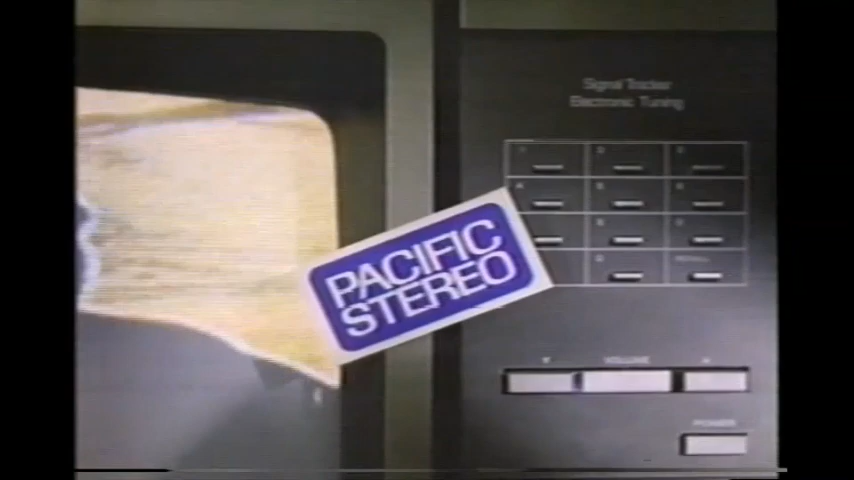 Signal Tracker
Electronic Tuning
PACIFIC
STEREO
VOLUME
POWER